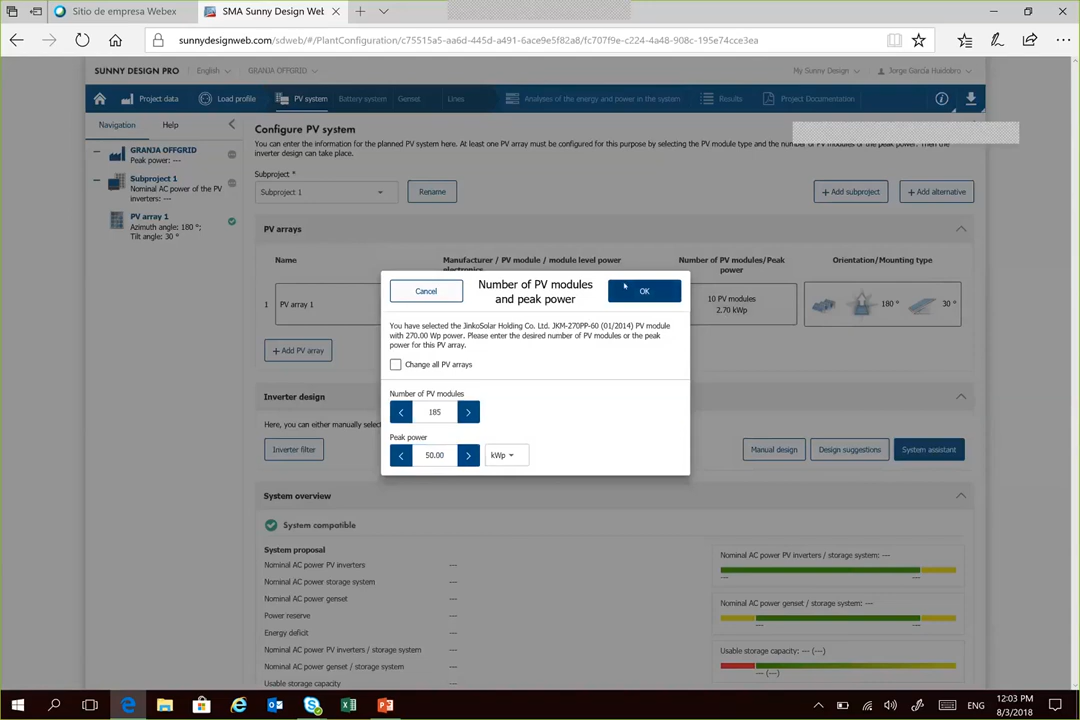 Sitio de empresa Webex
SMA Sunny Design Web
sunnydesignweb.com/sdweb/#/PlantConfiguration/c75515a5-aa6d-445d-a491-6ace9e5f82a8/fc707f9e-c224-4a48-908c-195e74cce3ea
SUNNY DESIGN PRO English GRANJA OFFGRID My Sunny Design Jorge García Huidobro
Project data Load profile PV system Battery system Genset Lines Analyses of the energy and power in the system Results Project Documentation
Navigation Help
GRANJA OFFGRID
Peak power: ---
Subproject 1
Nominal AC power of the PV
inverters: ---
PV array 1
Azimuth angle: 180 °;
Tilt angle: 30 °
Configure PV system
You can enter the information for the planned PV system here. At least one PV array must be configured for this purpose by selecting the PV module type and the number of PV modules or the peak power. Then the
inverter design can take place.
Subproject *
Subproject 1 Rename + Add subproject + Add alternative
PV arrays
Name Manufacturer / PV module / module level power Number of PV modules/Peak Orientation/Mounting type
electronics power
1 PV array 1 10 PV modules 180 ° 30 °
2.70 kWp
+ Add PV array
Number of PV modules
and peak power
Cancel OK
You have selected the JinkoSolar Holding Co. Ltd. JKM-270PP-60 (01/2014) PV module
with 270.00 Wp power. Please enter the desired number of PV modules or the peak
power for this PV array.
Change all PV arrays
Number of PV modules
185
Peak power
50.00 kWp
Inverter design
Here, you can either manually selec
Inverter filter Manual design Design suggestions System assistant
System overview
System compatible
System proposal
Nominal AC power PV inverters ---
Nominal AC power storage system ---
Nominal AC power genset ---
Power reserve ---
Energy deficit ---
Nominal AC power PV inverters / storage system ---
Nominal AC power genset / storage system ---
Usable storage capacity ---
Nominal AC power PV inverters / storage system: ---
--- ---
Nominal AC power genset / storage system: ---
--- ---
Usable storage capacity: --- (---)
--- (---)
ENG
12:03 PM
8/3/2018